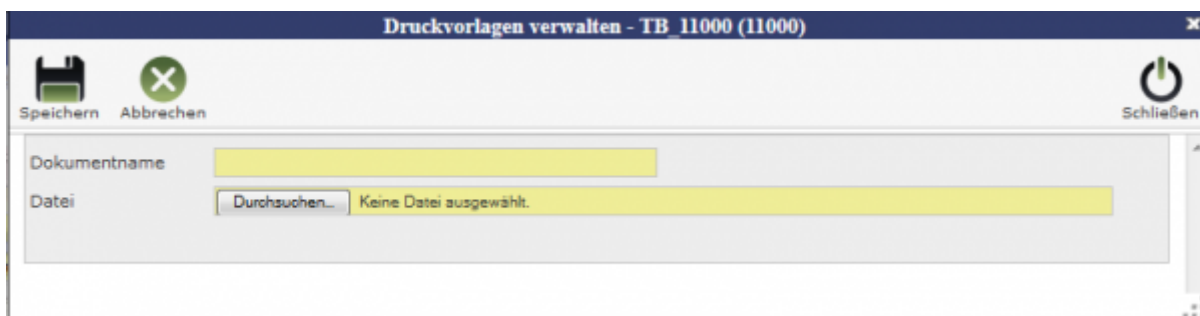 Druckvorlagen verwalten - TB_11000 (11000)
Speichern Abbrechen Schließen
Dokumentname
Datei Durchsuchen... Keine Datei ausgewählt.